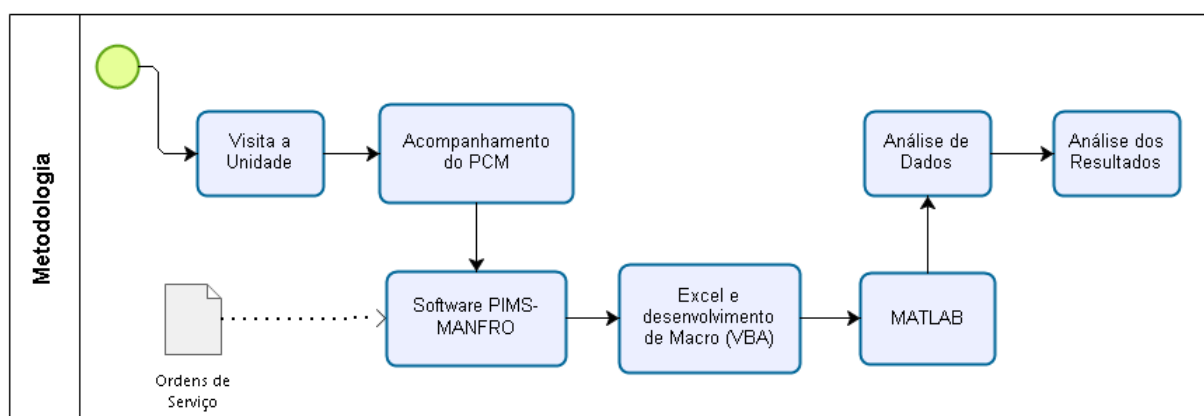 Metodologia
Visita a
Unidade
Acompanhamento
do PCM
Análise de
Dados
Análise dos
Resultados
Software PIMS-
MANFRO
Excel e
desenvolvimento
de Macro (VBA)
MATLAB
Ordens de
Serviço